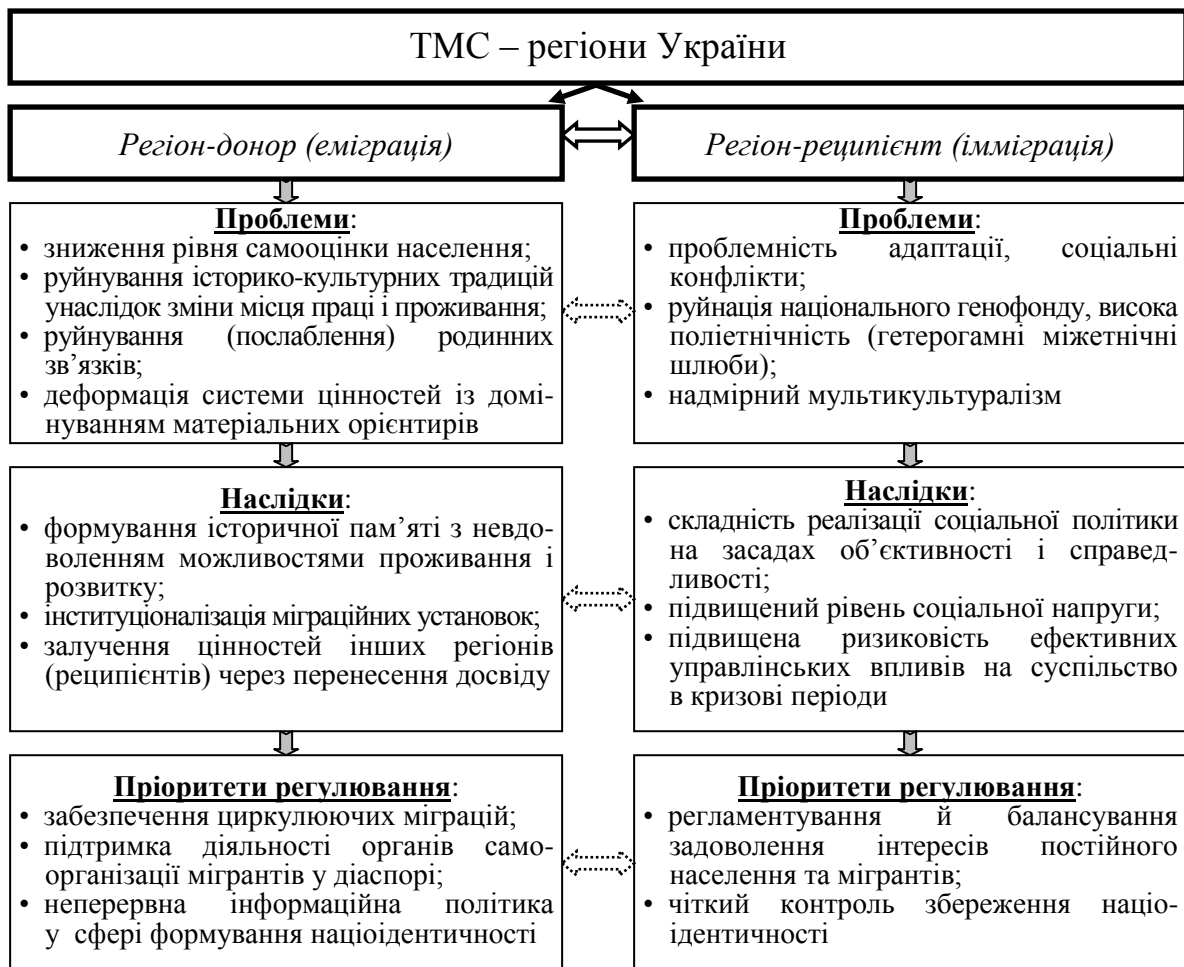 ТМС – регіони України
Регіон-донор (еміграція)
Регіон-реципієнт (імміграція)
Проблеми:
• зниження рівня самооцінки населення;
• руйнування історико-культурних традицій
унаслідок зміни місця праці і проживання;
• руйнування (послаблення) родинних
зв’язків;
• деформація системи цінностей із домі-
нуванням матеріальних орієнтирів
Проблеми:
• проблемність адаптації, соціальні
конфлікти;
• руйнація національного генофонду, висока
поліетнічність (гетерогамні міжетнічні
шлюби);
• надмірний мультикультуралізм
Наслідки:
• формування історичної пам’яті з невдо-
воленням можливостями проживання і
розвитку;
• інституціоналізація міграційних установок;
• залучення цінностей інших регіонів
(реципієнтів) через перенесення досвіду
Наслідки:
• складність реалізації соціальної політики
на засадах об’єктивності і справед-
ливості;
• підвищений рівень соціальної напруги;
• підвищена ризиковість ефективних
управлінських впливів на суспільство
в кризові періоди
Пріоритети регулювання:
• забезпечення циркулюючих міграцій;
• підтримка діяльності органів само-
організації мігрантів у діаспорі;
• неперервна інформаційна політика
у сфері формування націоідентичності
Пріоритети регулювання:
• регламентування й балансування
задоволення інтересів постійного
населення та мігрантів;
• чіткий контроль збереження націо-
ідентичності